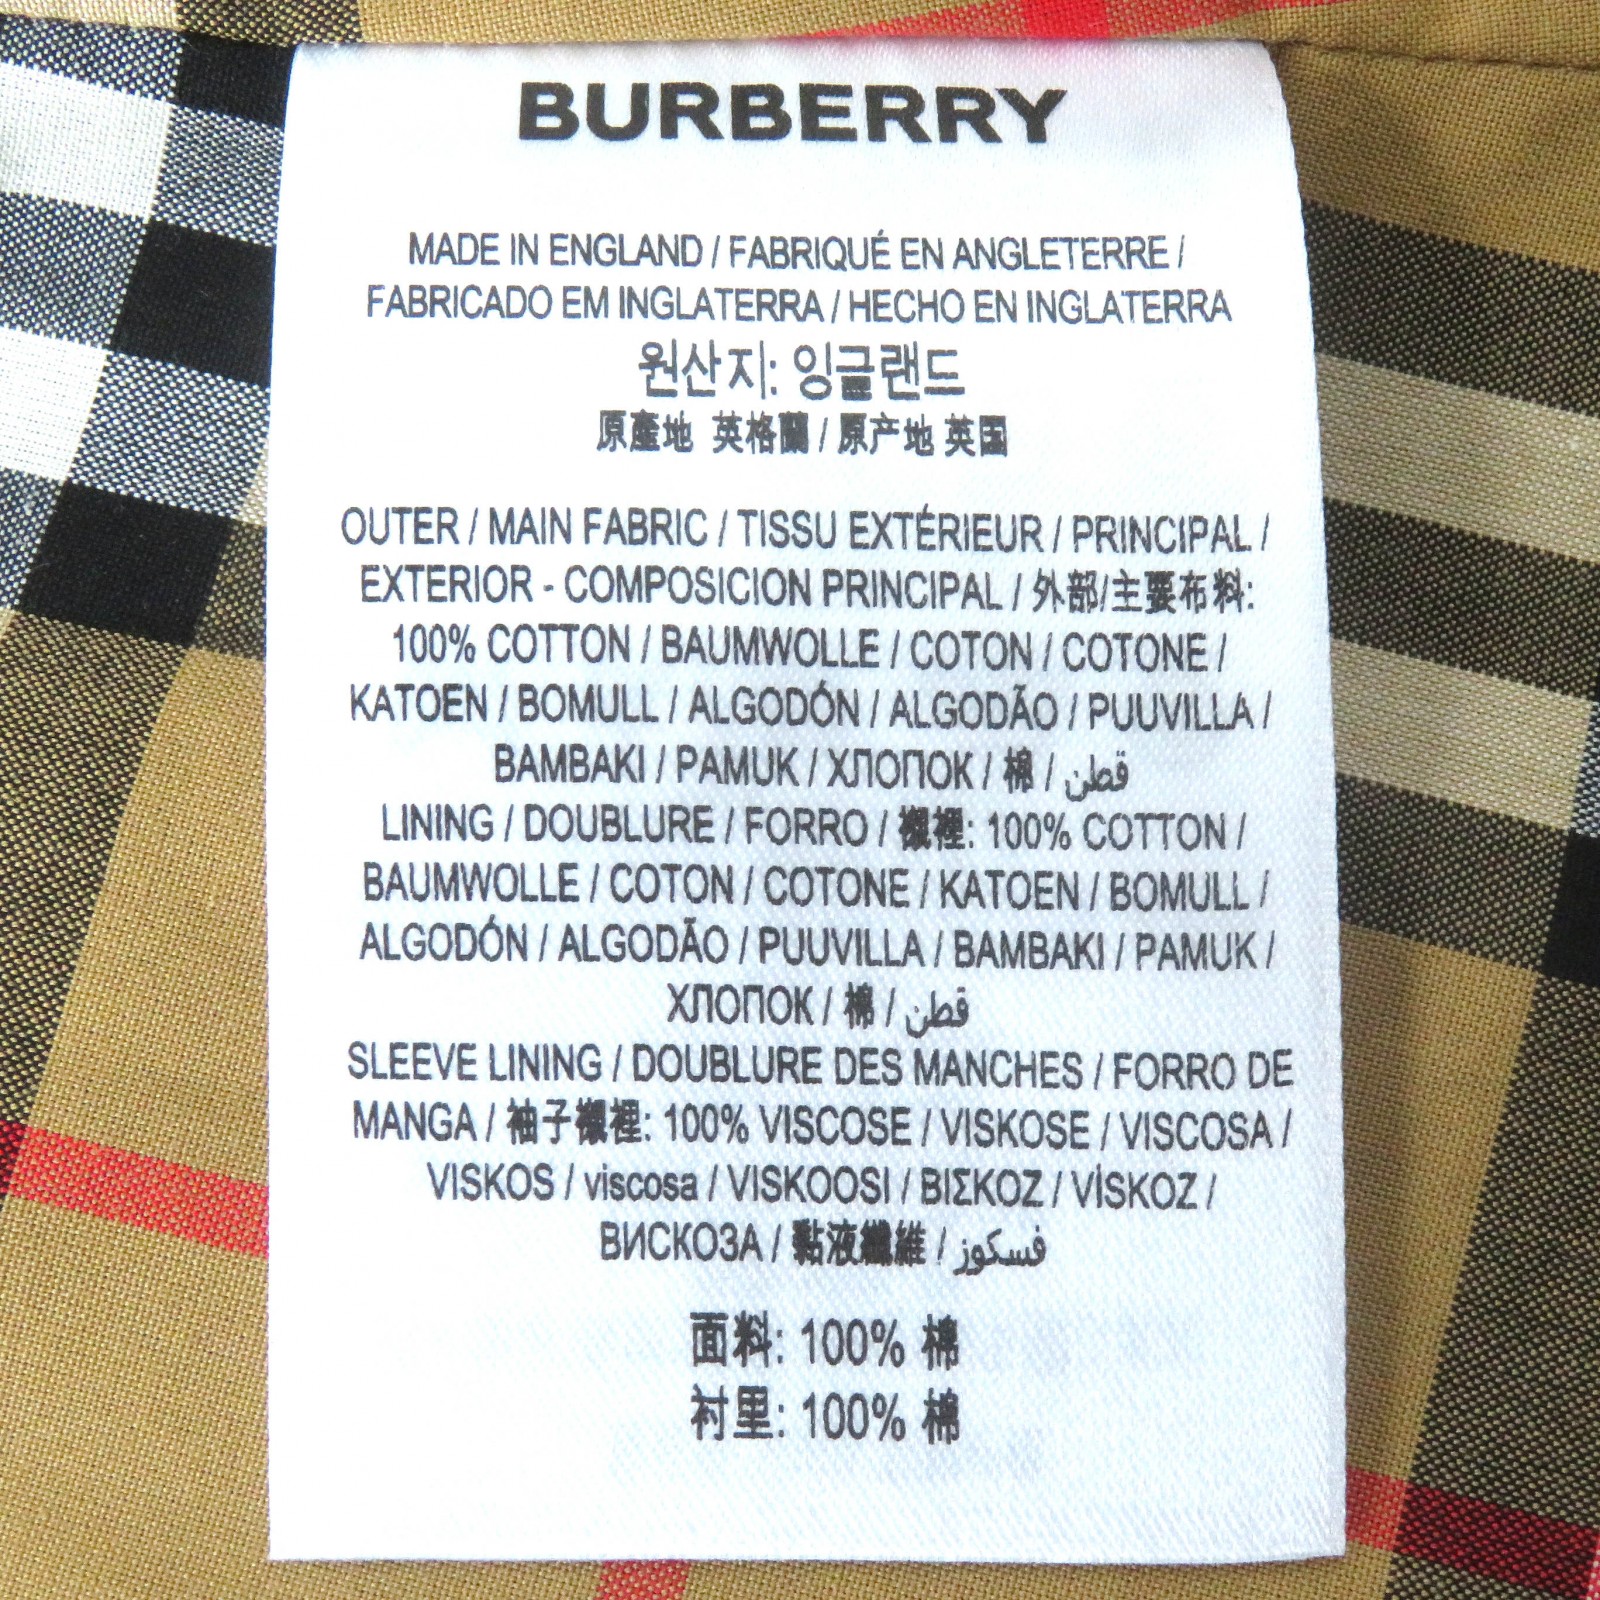 BURBERRY
MADE IN ENGLAND / FABRIQUÉ EN ANGLETERRE /
FABRICADO EM INGLATERRA / HECHO EN INGLATERRA
원산지: 잉글랜드
原產地 英格蘭 / 原产地 英国
OUTER / MAIN FABRIC / TISSU EXTÉRIEUR / PRINCIPAL /
EXTERIOR - COMPOSICION PRINCIPAL / 外部/主要布料:
100% COTTON / BAUMWOLLE / COTON / COTONE /
KATOEN / BOMULL / ALGODÓN / ALGODÃO / PUUVILLA /
BAMBAKI / PAMUK / ХЛОПОК / 棉 / قطن
LINING / DOUBLURE / FORRO / 襯裡: 100% COTTON /
BAUMWOLLE / COTON / COTONE / KATOEN / BOMULL /
ALGODÓN / ALGODÃO / PUUVILLA / BAMBAKI / PAMUK /
ХЛОПОК / 棉 / قطن
SLEEVE LINING / DOUBLURE DES MANCHES / FORRO DE
MANGA / 袖子襯裡: 100% VISCOSE / VISKOSE / VISCOSA /
VISKOS / viscosa / VISKOOSI / ΒΙΣΚΟΖ / VİSKOZ /
ВИСКОЗА / 黏液纖維 / فسكوز
面料: 100% 棉
衬里: 100% 棉